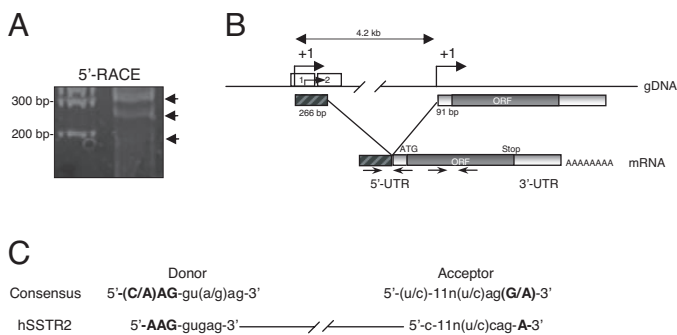 A
B
5'-RACE
300 bp-
200 bp-
4.2 kb
+1
+1
1
2
gDNA
266 bp
91 bp
ORF
ATG
Stop
ORF
AAAAAAAA
mRNA
5'-UTR
3'-UTR
C
Donor
Acceptor
Consensus
5'-(C/A)AG-gu(a/g)ag-3'
5'-(u/c)-11n(u/c)ag(G/A)-3'
hSSTR2
5'-AAG-gugag-3'
5'-c-11n(u/c)cag-A-3'